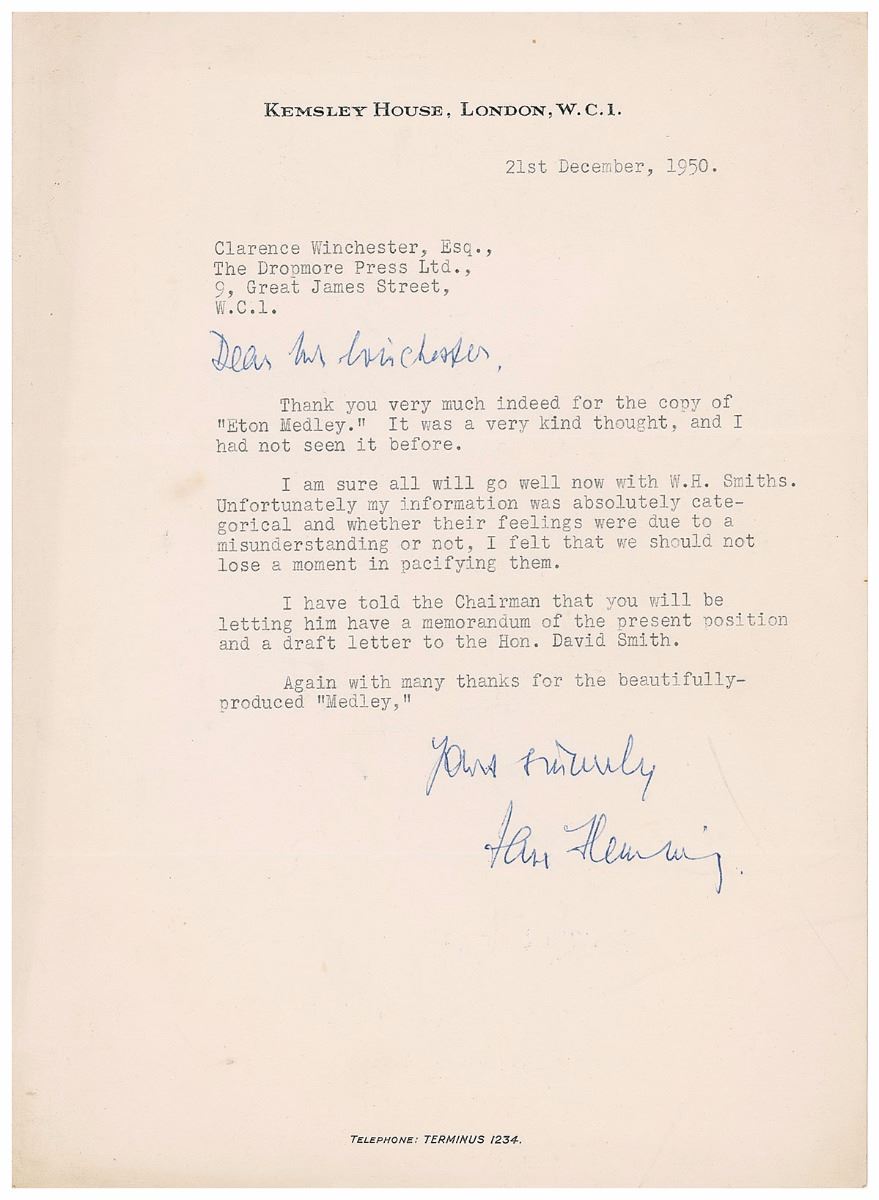 KEMSLEY HOUSE, LONDON, W.C.1.
21st December, 1950.
Clarence Winchester, Esq.,
The Dropmore Press Ltd.,
9, Great James Street,
W.C.1.
Dear Mr Winchester,
Thank you very much indeed for the copy of
"Eton Medley." It was a very kind thought, and I
had not seen it before.
I am sure all will go well now with W.H. Smiths.
Unfortunately my information was absolutely cate-
gorical and whether their feelings were due to a
misunderstanding or not, I felt that we should not
lose a moment in pacifying them.
I have told the Chairman that you will be
letting him have a memorandum of the present position
and a draft letter to the Hon. David Smith.
Again with many thanks for the beautifully-
produced "Medley,"
Yours sincerely
Ian Fleming.
TELEPHONE: TERMINUS 1234.